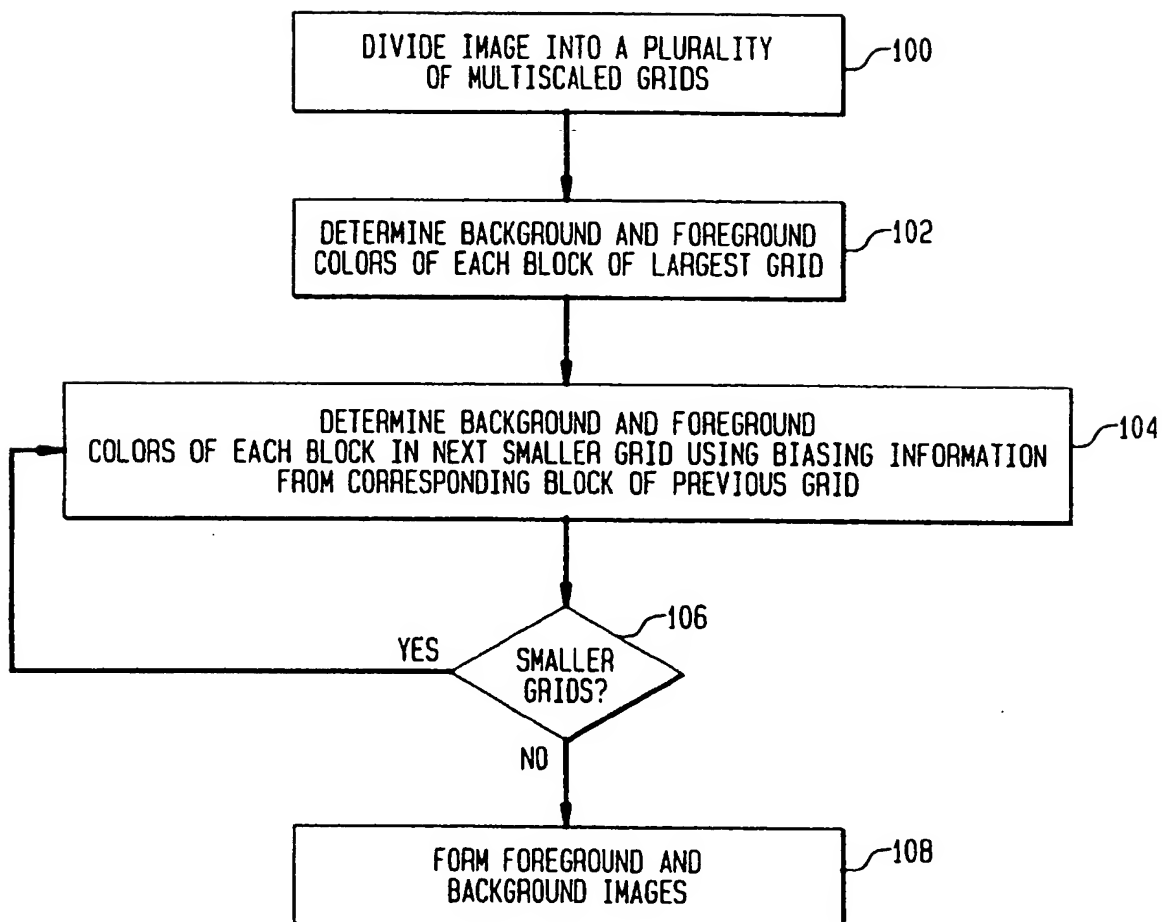 DIVIDE IMAGE INTO A PLURALITY
OF MULTISCALED GRIDS
100
DETERMINE BACKGROUND AND FOREGROUND
COLORS OF EACH BLOCK OF LARGEST GRID
102
DETERMINE BACKGROUND AND FOREGROUND
COLORS OF EACH BLOCK IN NEXT SMALLER GRID USING BIASING INFORMATION
FROM CORRESPONDING BLOCK OF PREVIOUS GRID
104
106
YES
SMALLER
GRIDS?
NO
FORM FOREGROUND AND
BACKGROUND IMAGES
108